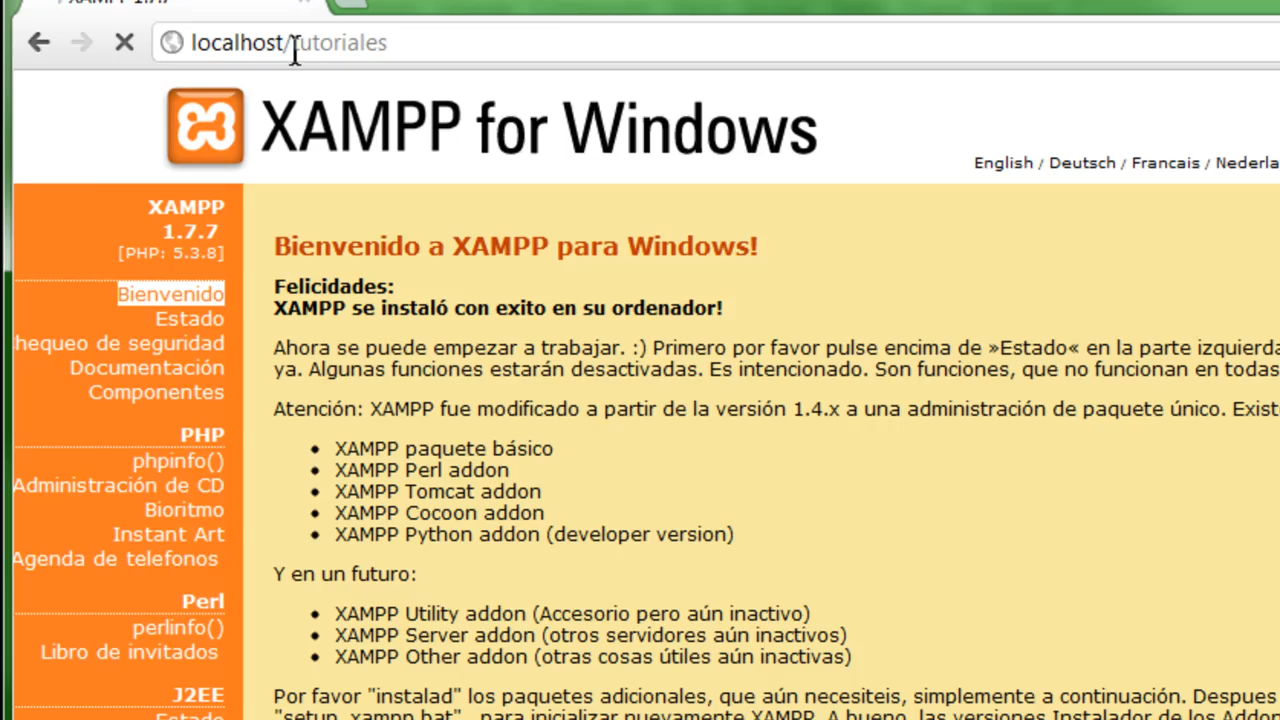 XAMPP 1.7.7
localhost/tutoriales
XAMPP for Windows
English / Deutsch / Francais / Nederla
XAMPP
1.7.7
[PHP: 5.3.8]
Bienvenido
Estado
hequeo de seguridad
Documentación
Componentes
PHP
phpinfo()
Administración de CD
Bioritmo
Instant Art
Agenda de telefonos
Perl
perlinfo()
Libro de invitados
J2EE
Estado
Bienvenido a XAMPP para Windows!
Felicidades:
XAMPP se instaló con exito en su ordenador!
Ahora se puede empezar a trabajar. :) Primero por favor pulse encima de »Estado« en la parte izquierda
ya. Algunas funciones estarán desactivadas. Es intencionado. Son funciones, que no funcionan en todas
Atención: XAMPP fue modificado a partir de la versión 1.4.x a una administración de paquete único. Exist
• XAMPP paquete básico
• XAMPP Perl addon
• XAMPP Tomcat addon
• XAMPP Cocoon addon
• XAMPP Python addon (developer version)
Y en un futuro:
• XAMPP Utility addon (Accesorio pero aún inactivo)
• XAMPP Server addon (otros servidores aún inactivos)
• XAMPP Other addon (otras cosas útiles aún inactivas)
Por favor "instalad" los paquetes adicionales, que aún necesiteis, simplemente a continuación. Despues
"setup_xampp.bat", para inicializar nuevamente XAMPP. A bueno, las versiones Instalador de los Addon